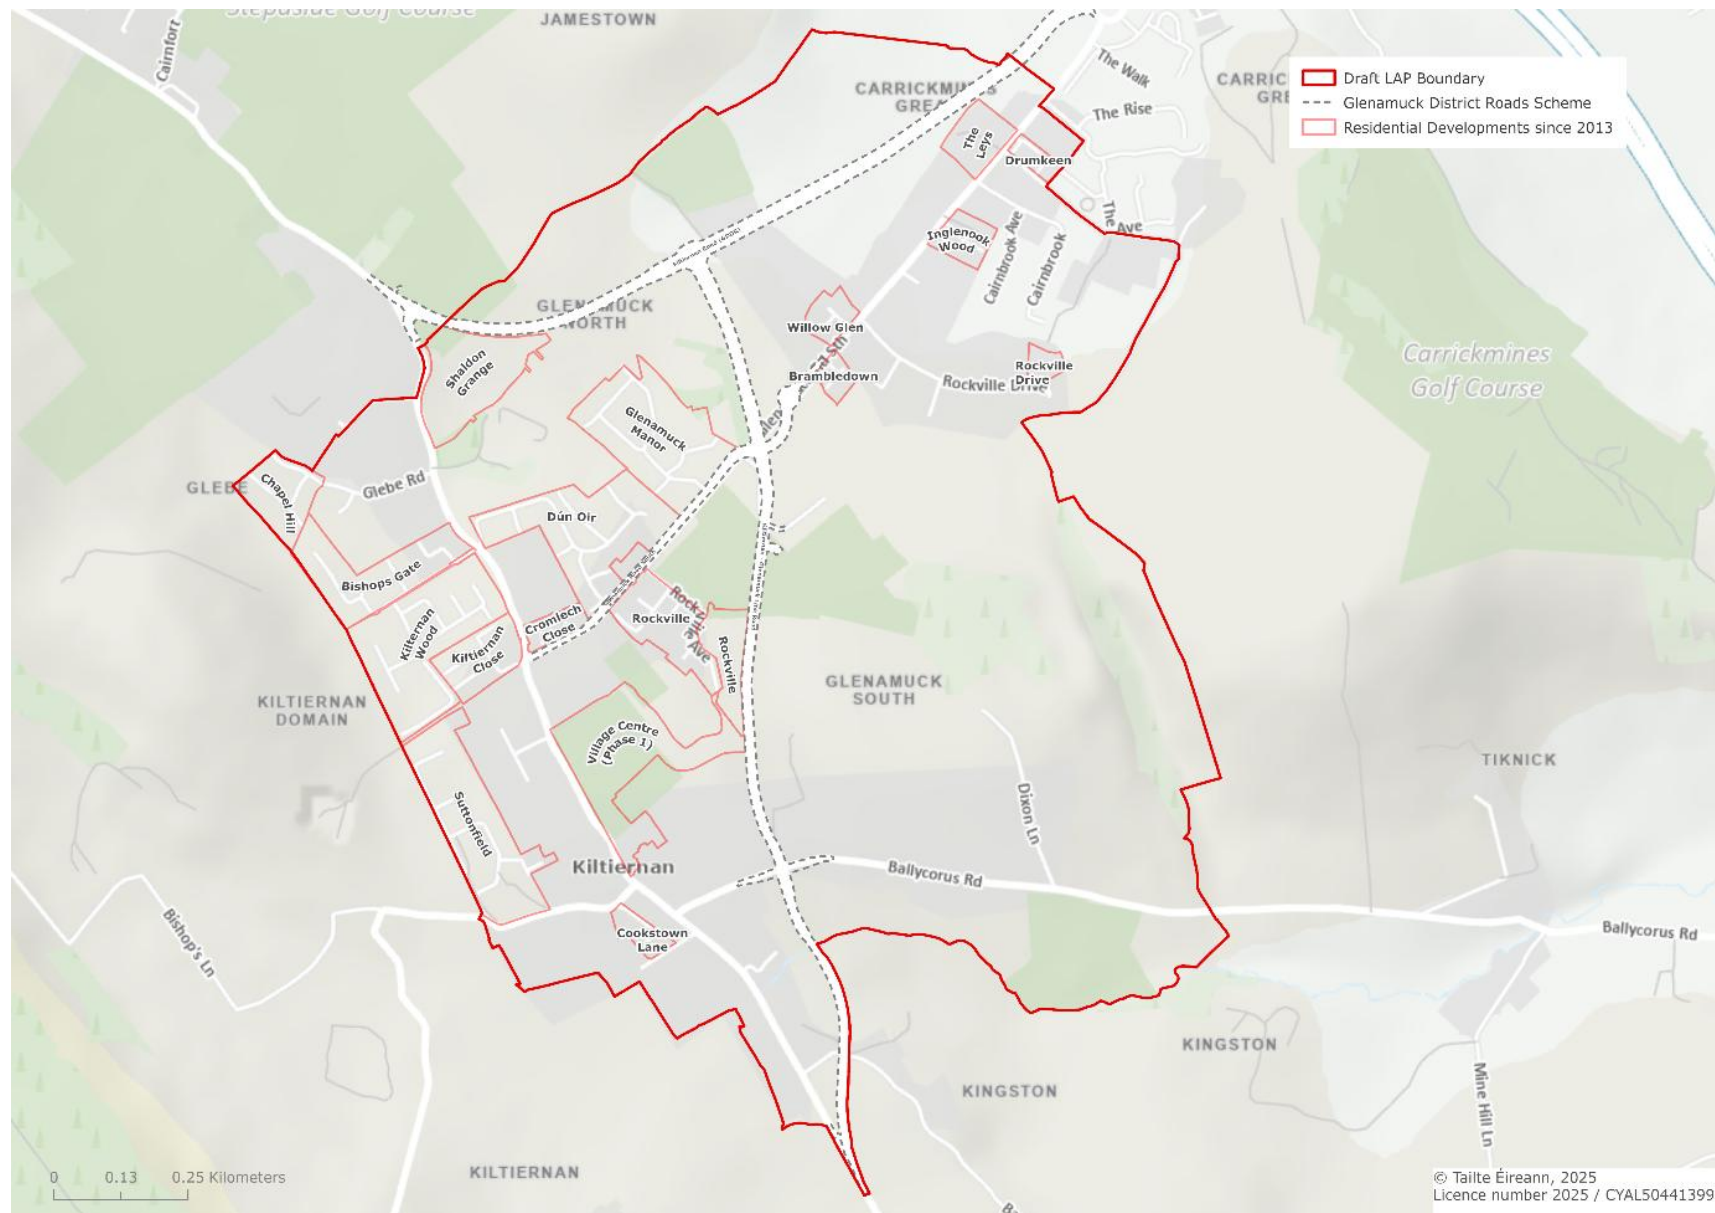 Stepaside Golf Course
JAMESTOWN
Cairnfort
The Walk
CARRICKMINES
GREAT
The Rise
Draft LAP Boundary
Glenamuck District Roads Scheme
Residential Developments since 2013
The
Leys
Drumkeen
The Ave
Inglenook
Wood
Cairnbrook Ave
Cairnbrook
GLENAMUCK
NORTH
Willow Glen
Brambledown
Rockville
Drive
Rockville Drive
Carrickmines
Golf Course
Shaldon
Grange
Glenamuck
Manor
GLEBE
Chapel Hill
Glebe Rd
Dún Oir
Bishops Gate
Kilternan
Wood
Kiltiernan
Close
Cromlech
Close
Rockville
Rockville Ave
Rockville
KILTIERNAN
DOMAIN
GLENAMUCK
SOUTH
Village Centre
(Phase 1)
TIKNICK
Dixon Ln
Suttonfield
Kiltiernan
Ballycorus Rd
Bishop's Ln
Cookstown
Lane
Ballycorus Rd
KINGSTON
KINGSTON
Mine Hill Ln
KILTIERNAN
0 0.13 0.25 Kilometers
© Tailte Éireann, 2025
Licence number 2025 / CYAL50441399